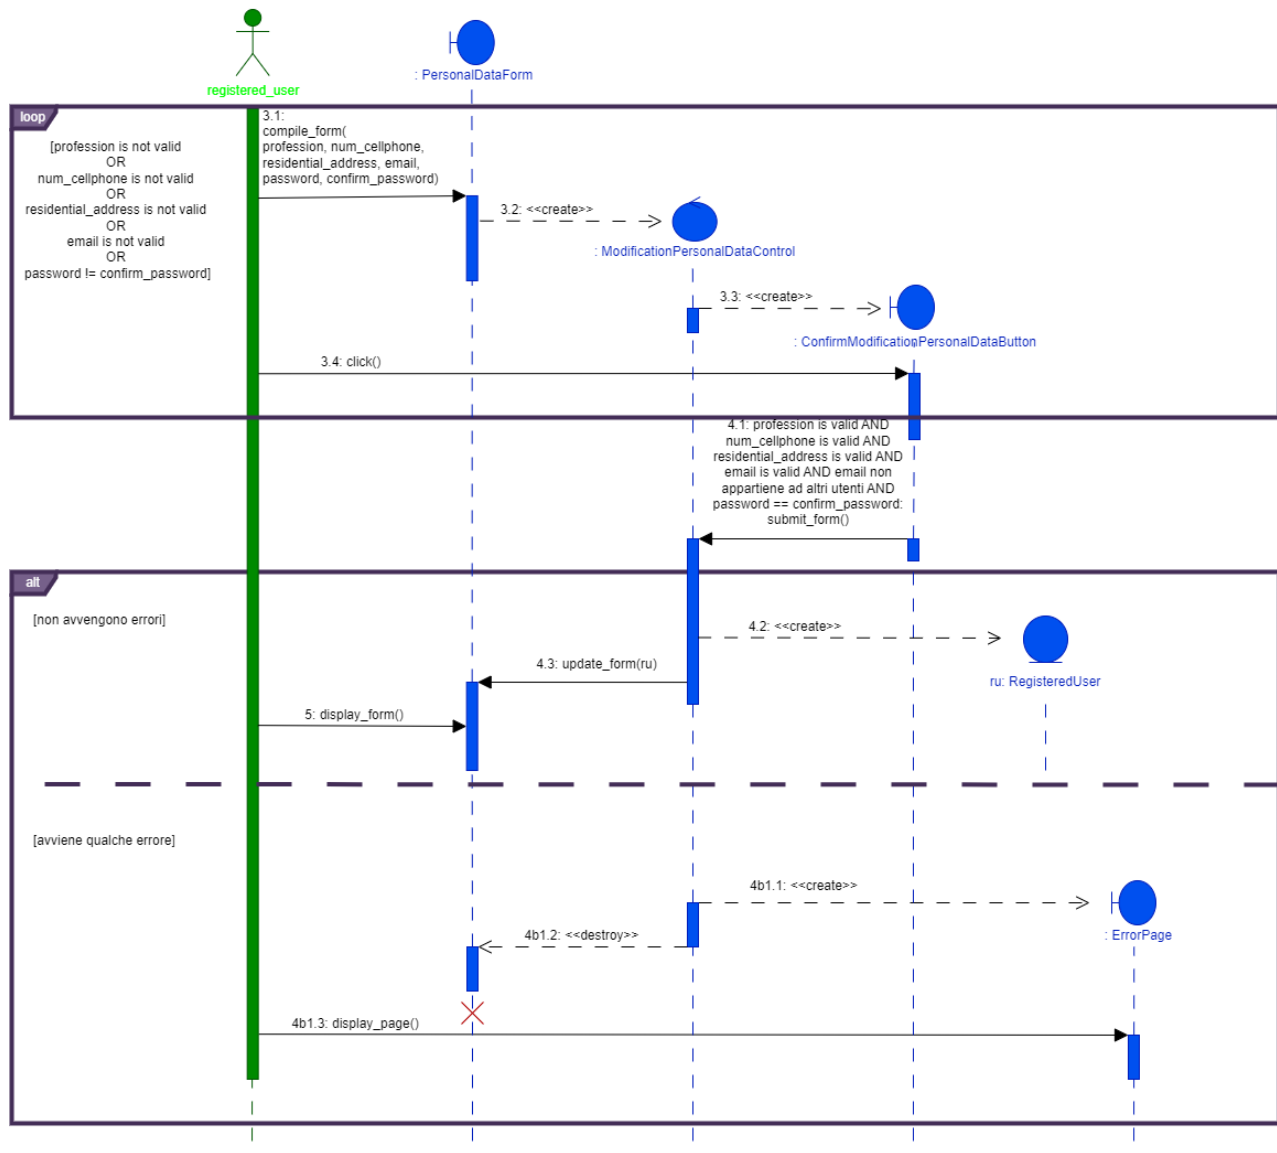 : PersonalDataForm
registered_user
loop
[profession is not valid
OR
num_cellphone is not valid
OR
residential_address is not valid
OR
email is not valid
OR
password != confirm_password]
3.1:
compile_form(
profession, num_cellphone,
residential_address, email,
password, confirm_password)
3.2: <<create>>
: ModificationPersonalDataControl
3.3: <<create>>
: ConfirmModificationPersonalDataButton
3.4: click()
4.1: profession is valid AND
num_cellphone is valid AND
residential_address is valid AND
email is valid AND email non
appartiene ad altri utenti AND
password == confirm_password:
submit_form()
alt
[non avvengono errori]
4.2: <<create>>
4.3: update_form(ru)
ru: RegisteredUser
5: display_form()
[avviene qualche errore]
4b1.1: <<create>>
4b1.2: <<destroy>>
: ErrorPage
4b1.3: display_page()